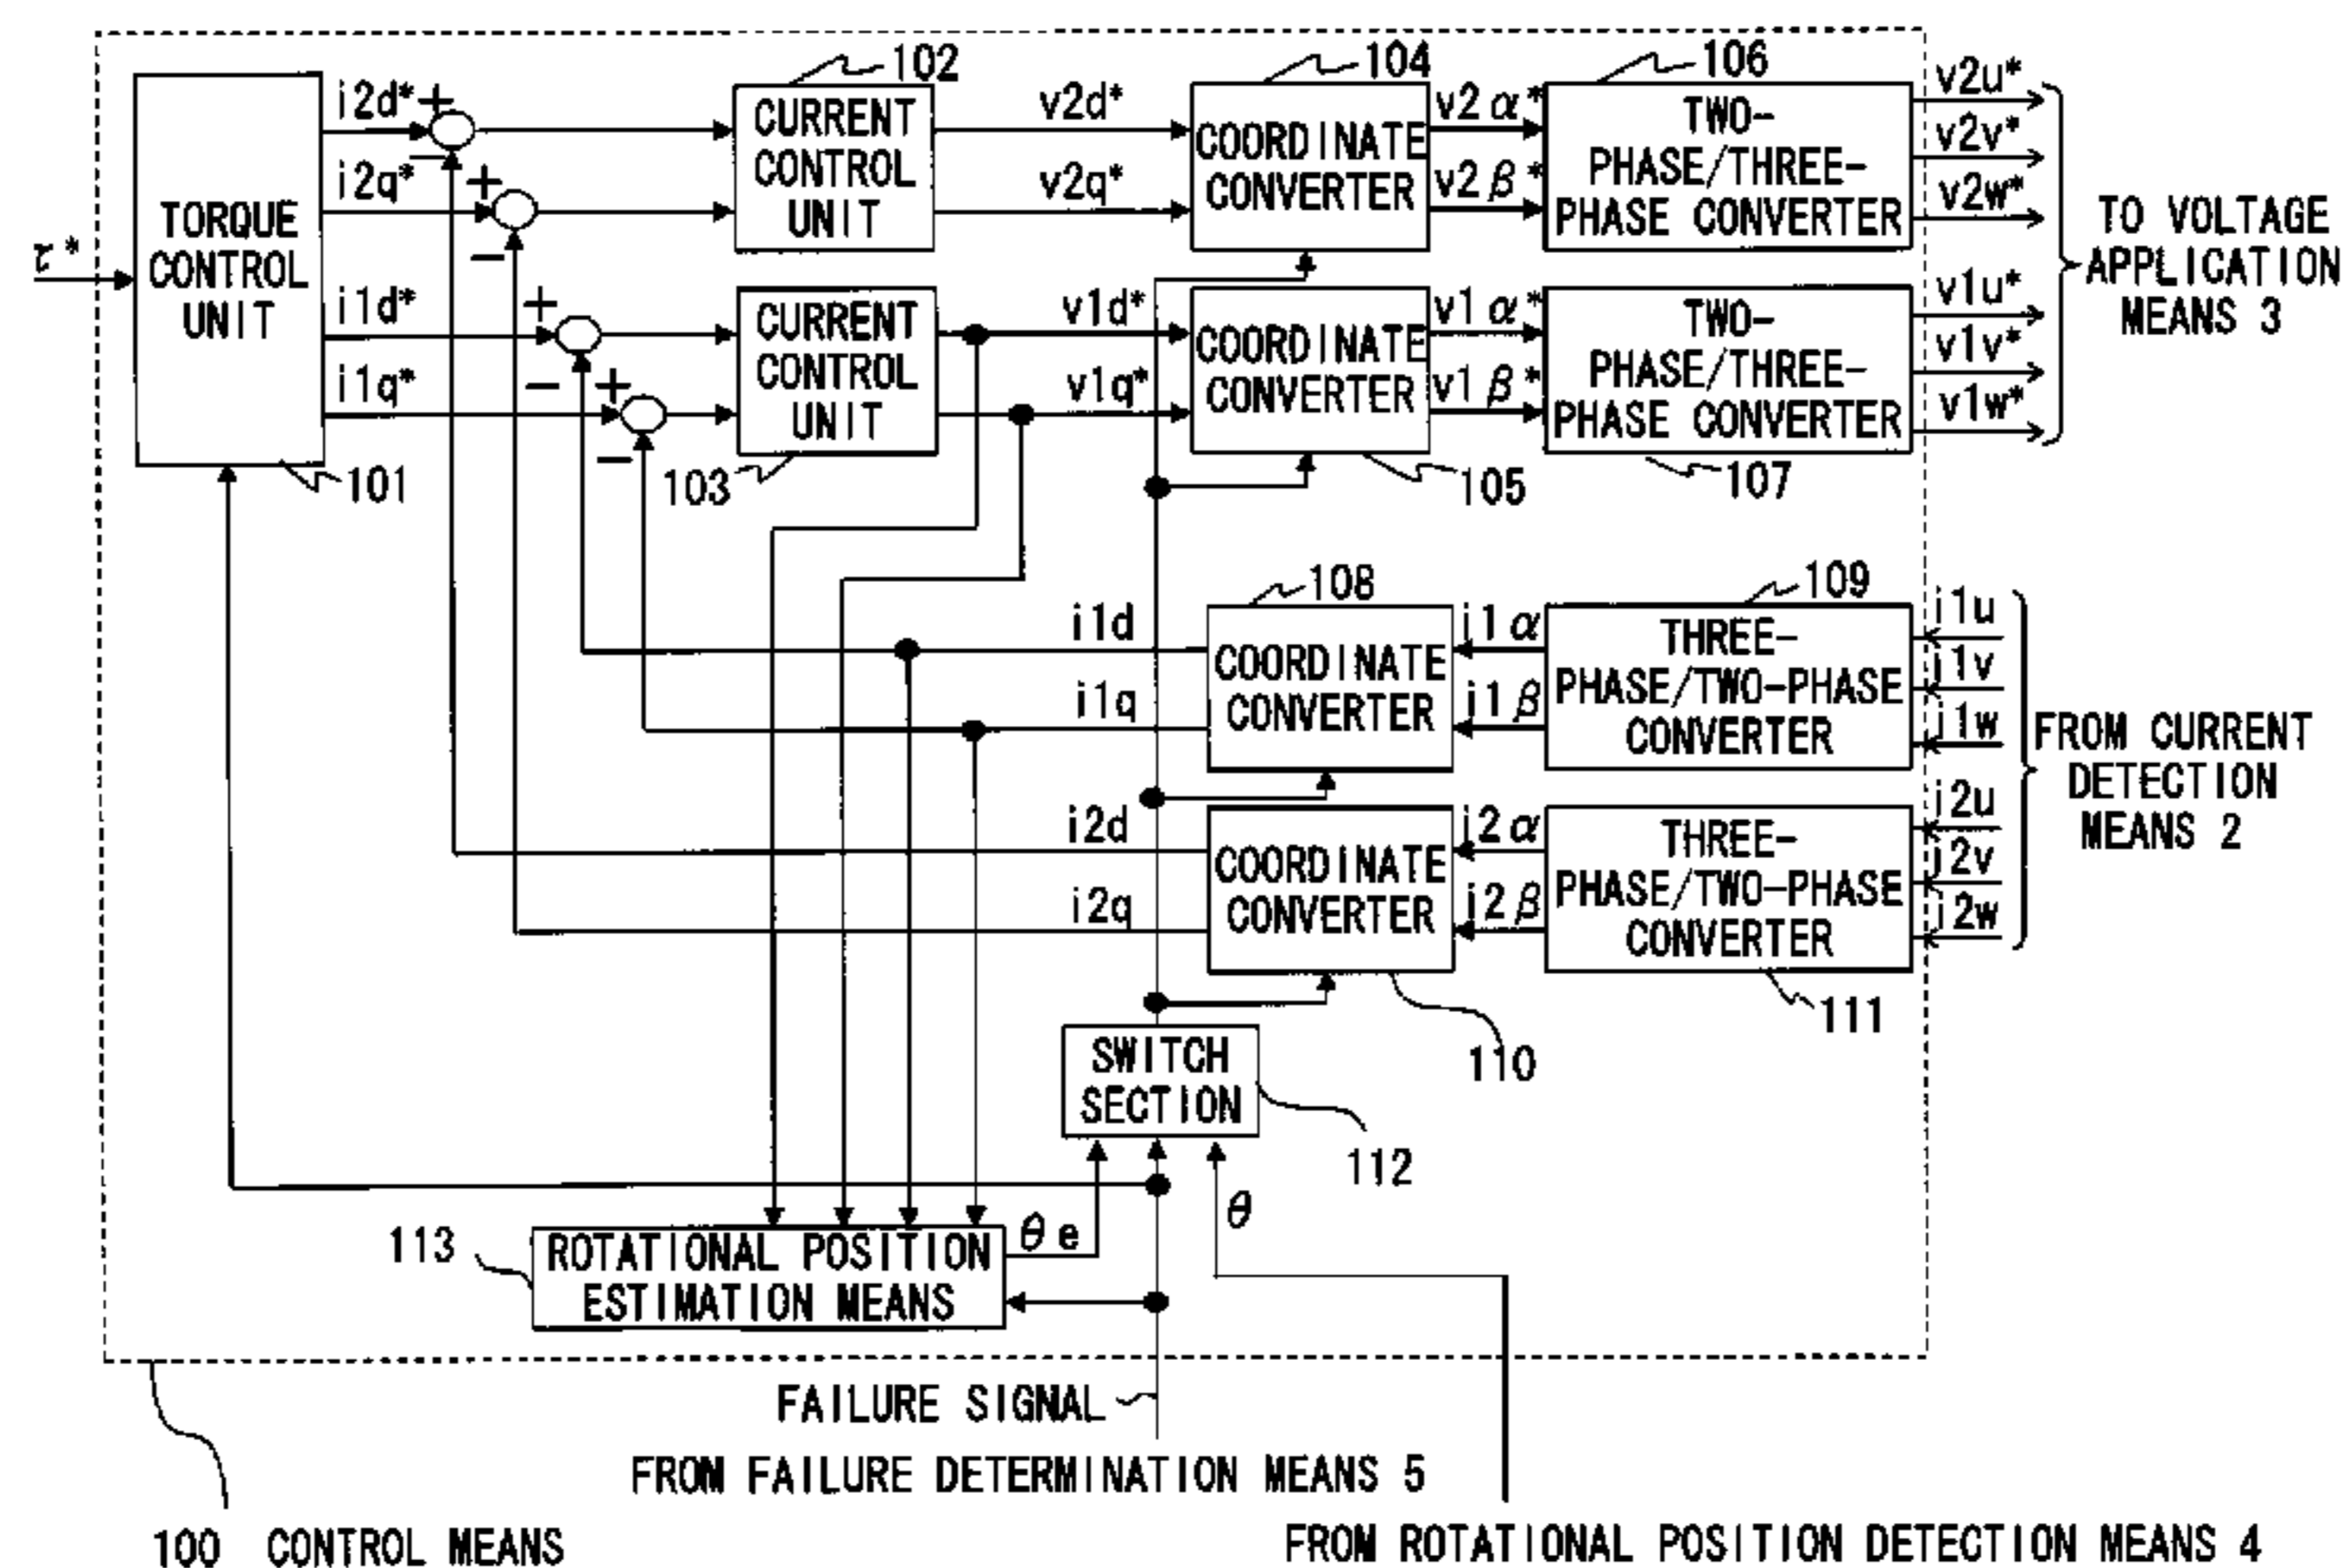 τ*
TORQUE
CONTROL
UNIT
101
i2d*
+
−
i2q*
+
−
i1d*
+
−
i1q*
+
−
102
CURRENT
CONTROL
UNIT
103
CURRENT
CONTROL
UNIT
v2d*
v2q*
v1d*
v1q*
104
COORDINATE
CONVERTER
105
COORDINATE
CONVERTER
v2α*
v2β*
v1α*
v1β*
106
TWO-
PHASE/THREE-
PHASE CONVERTER
107
TWO-
PHASE/THREE-
PHASE CONVERTER
v2u*
v2v*
v2w*
v1u*
v1v*
v1w*
TO VOLTAGE
APPLICATION
MEANS 3
108
COORDINATE
CONVERTER
i1d
i1q
i1α
i1β
109
THREE-
PHASE/TWO-PHASE
CONVERTER
i1u
i1v
i1w
110
COORDINATE
CONVERTER
i2d
i2q
i2α
i2β
111
THREE-
PHASE/TWO-PHASE
CONVERTER
i2u
i2v
i2w
FROM CURRENT
DETECTION
MEANS 2
SWITCH
SECTION
112
113
ROTATIONAL POSITION
ESTIMATION MEANS
θe
θ
FAILURE SIGNAL
FROM FAILURE DETERMINATION MEANS 5
100 CONTROL MEANS
FROM ROTATIONAL POSITION DETECTION MEANS 4